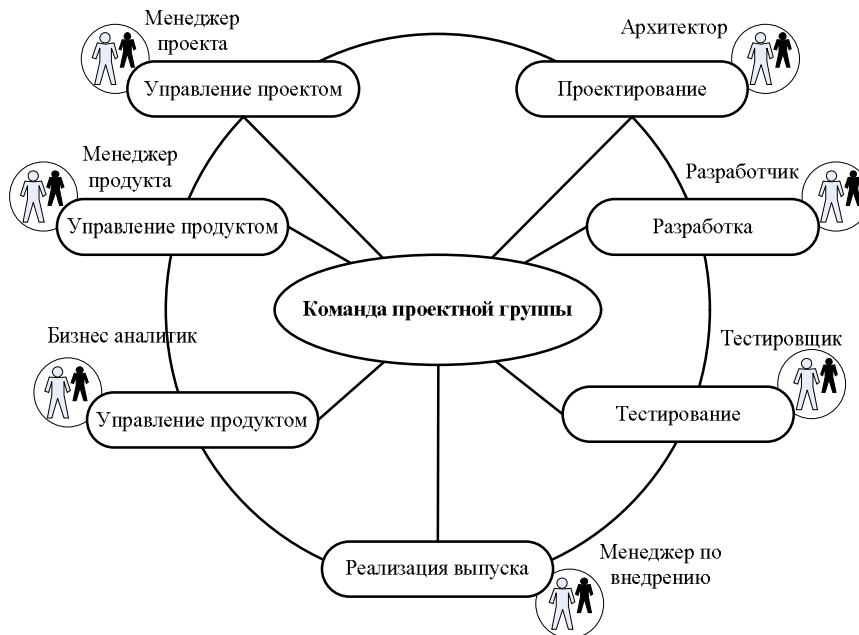 Менеджер
проекта
Управление проектом
Архитектор
Проектирование
Менеджер
продукта
Управление продуктом
Разработчик
Разработка
Команда проектной группы
Бизнес аналитик
Управление продуктом
Тестировщик
Тестирование
Реализация выпуска
Менеджер по
внедрению